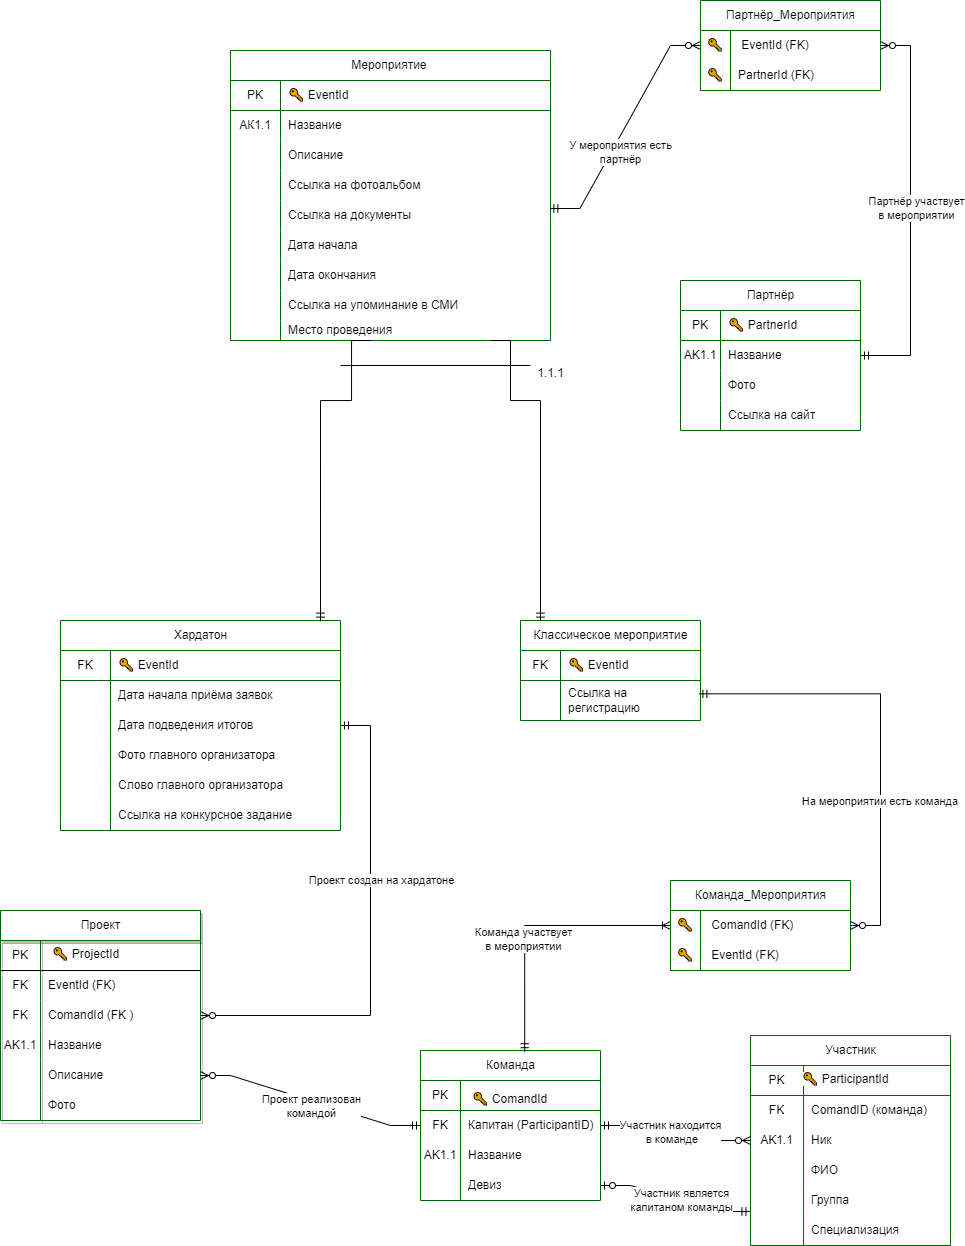 Партнёр_Мероприятия
EventId (FK)
PartnerId (FK)
Мероприятие
PK EventId
АК1.1 Название
Описание
Ссылка на фотоальбом
Ссылка на документы
Дата начала
Дата окончания
Ссылка на упоминание в СМИ
Место проведения
У мероприятия есть
партнёр
Партнёр участвует
в мероприятии
Партнёр
PK PartnerId
AK1.1 Название
Фото
Ссылка на сайт
1.1.1
Хардатон
FK EventId
Дата начала приёма заявок
Дата подведения итогов
Фото главного организатора
Слово главного организатора
Ссылка на конкурсное задание
Классическое мероприятие
FK EventId
Ссылка на
регистрацию
На мероприятии есть команда
Проект создан на хардатоне
Команда_Мероприятия
ComandId (FK)
EventId (FK)
Команда участвует
в мероприятии
Проект
PK ProjectId
FK EventId (FK)
FK ComandId (FK )
AK1.1 Название
Описание
Фото
Проект реализован
командой
Команда
PK ComandId
FK Капитан (ParticipantID)
AK1.1 Название
Девиз
Участник находится
в команде
Участник является
капитаном команды
Участник
PK ParticipantId
FK ComandID (команда)
AK1.1 Ник
ФИО
Группа
Специализация